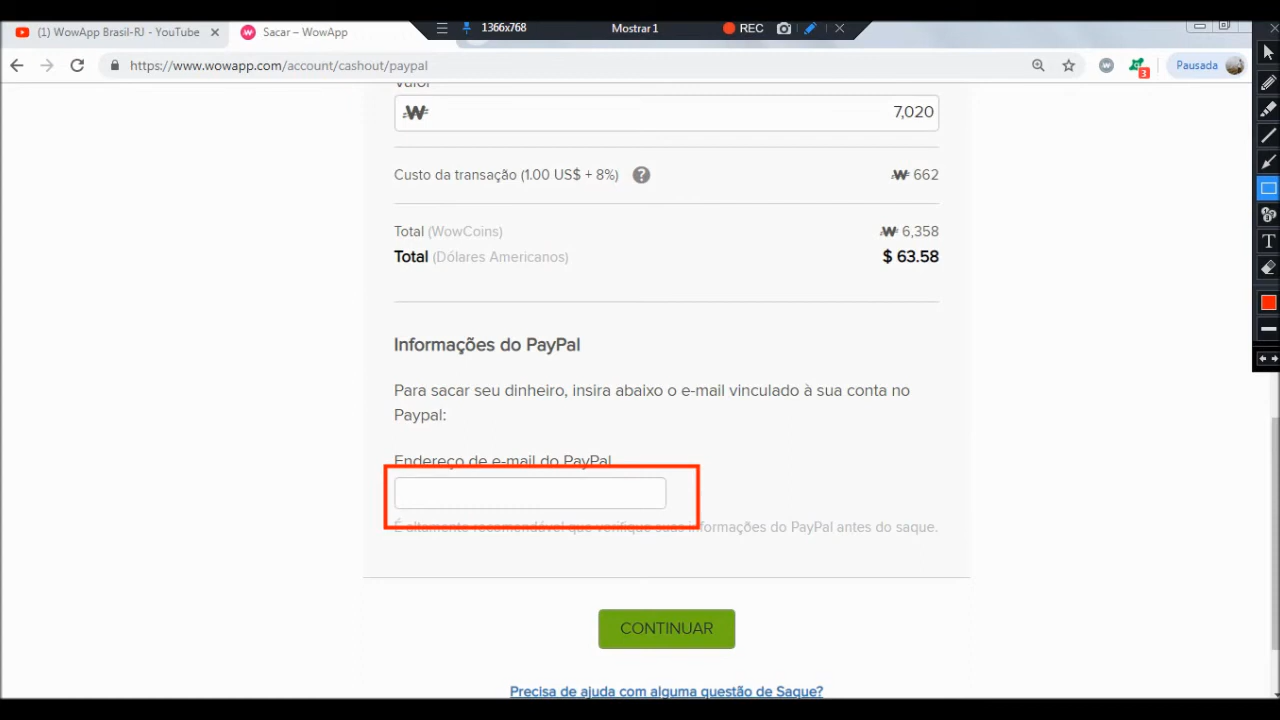 (1) WowApp Brasil-RJ - YouTube
Sacar – WowApp
1366x768
Mostrar 1
REC
https://www.wowapp.com/account/cashout/paypal
3
Pausada
Valor
7,020
Custo da transação (1.00 US$ + 8%) ? 662
Total (WowCoins) 6,358
Total (Dólares Americanos) $ 63.58
Informações do PayPal
Para sacar seu dinheiro, insira abaixo o e-mail vinculado à sua conta no
Paypal:
Endereço de e-mail do PayPal
É altamente recomendável que verifique suas informações do PayPal antes do saque.
CONTINUAR
Precisa de ajuda com alguma questão de Saque?